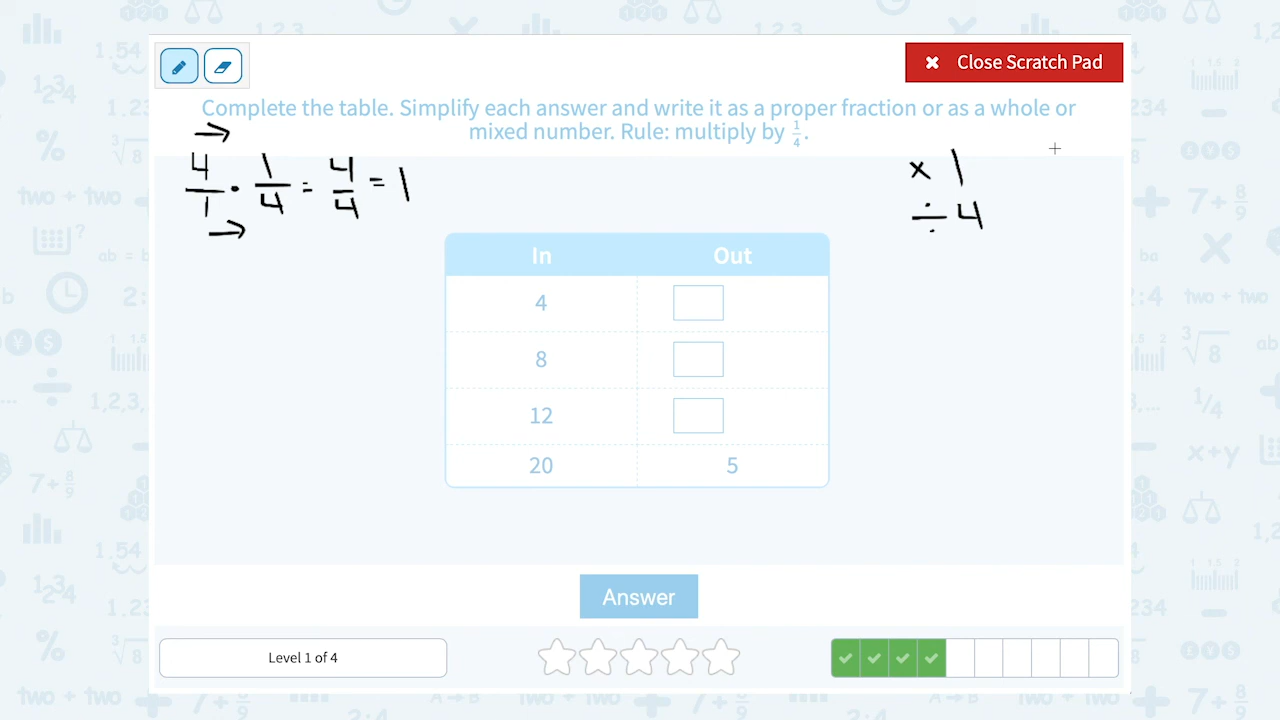 Close Scratch Pad
Complete the table. Simplify each answer and write it as a proper fraction or as a whole or
mixed number. Rule: multiply by 1/4.
4/1 · 1/4 = 4/4 = 1
× 1
÷ 4
In Out
4
8
12
20 5
Answer
Level 1 of 4